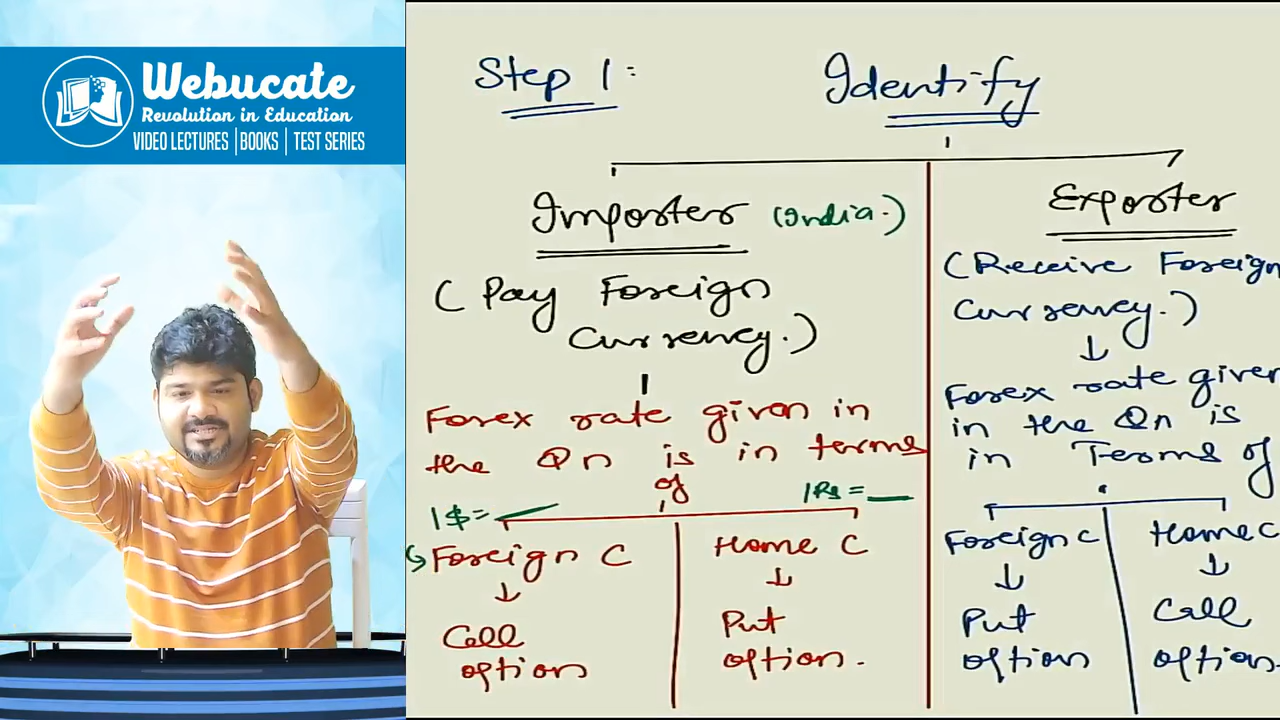 Webucate
Revolution in Education
VIDEO LECTURES | BOOKS | TEST SERIES
Step 1:
Identify
Importer (India.)
(Pay Foreign
Currency.)
Forex rate given in
the Qn is in terms
of
1$=
1Rs =
Foreign C
Call
option
Home C
Put
option.
Exporter
(Receive Foreign
Currency.)
Forex rate given
in the Qn is
in Terms of
Foreign C
Put
option
Home C
Call
option.